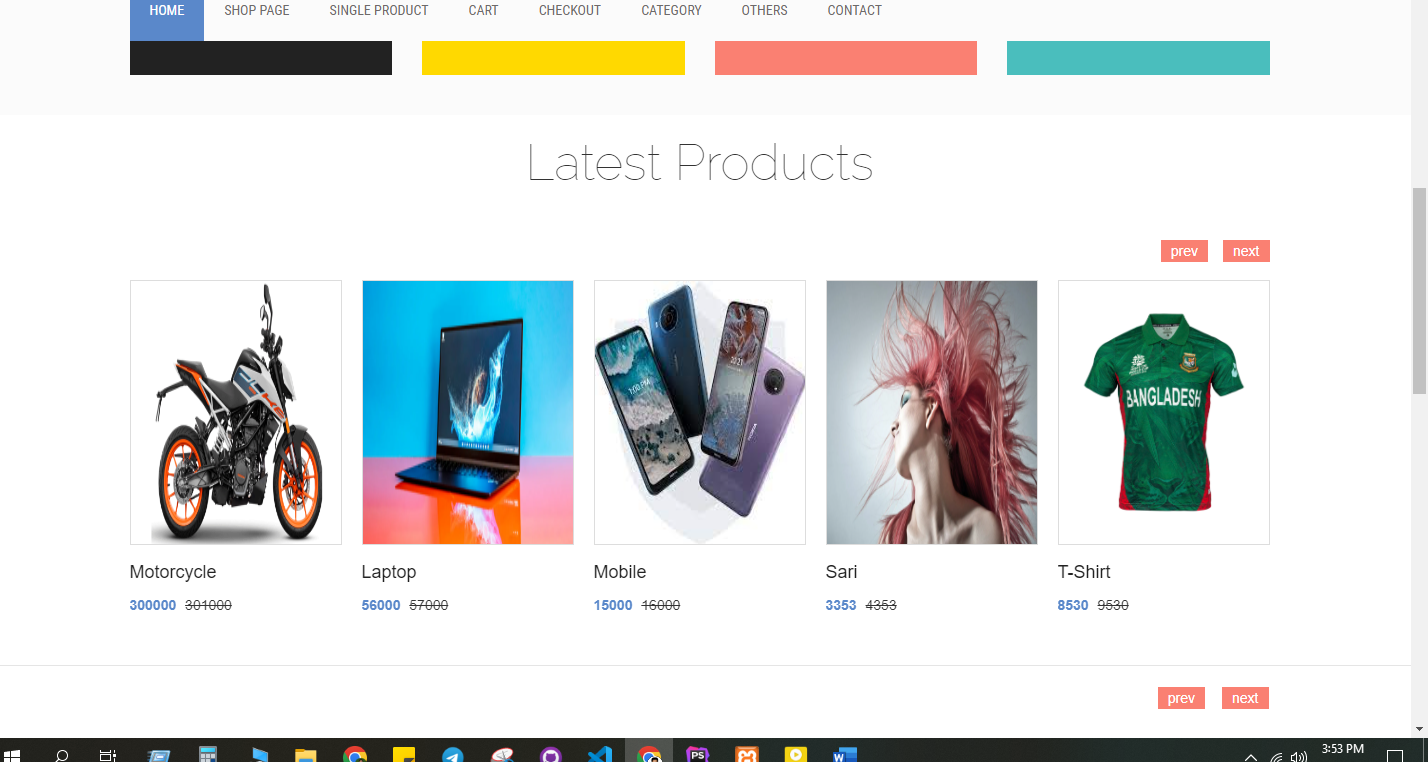 HOME SHOP PAGE SINGLE PRODUCT CART CHECKOUT CATEGORY OTHERS CONTACT
Latest Products
prev next
BANGLADESH
Motorcycle Laptop Mobile Sari T-Shirt
300000 301000 56000 57000 15000 16000 3353 4353 8530 9530
prev next
PS W
3:53 PM